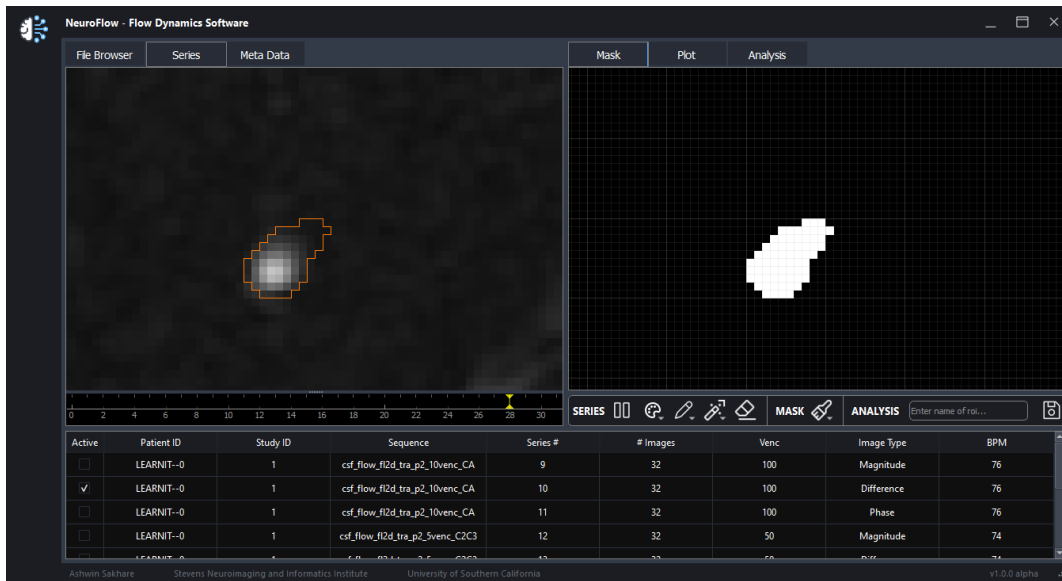 NeuroFlow - Flow Dynamics Software
File Browser Series Meta Data
Mask Plot Analysis
0 2 4 6 8 10 12 14 16 18 20 22 24 26 28 30
SERIES MASK ANALYSIS Enter name of roi...
Active Patient ID Study ID Sequence Series # # Images Venc Image Type BPM
LEARNIT--0 1 csf_flow_fl2d_tra_p2_10venc_CA 9 32 100 Magnitude 76
LEARNIT--0 1 csf_flow_fl2d_tra_p2_10venc_CA 10 32 100 Difference 76
LEARNIT--0 1 csf_flow_fl2d_tra_p2_10venc_CA 11 32 100 Phase 76
LEARNIT--0 1 csf_flow_fl2d_tra_p2_5venc_C2C3 12 32 50 Magnitude 74
Ashwin Sakhare Stevens Neuroimaging and Informatics Institute University of Southern California v1.0.0 alpha